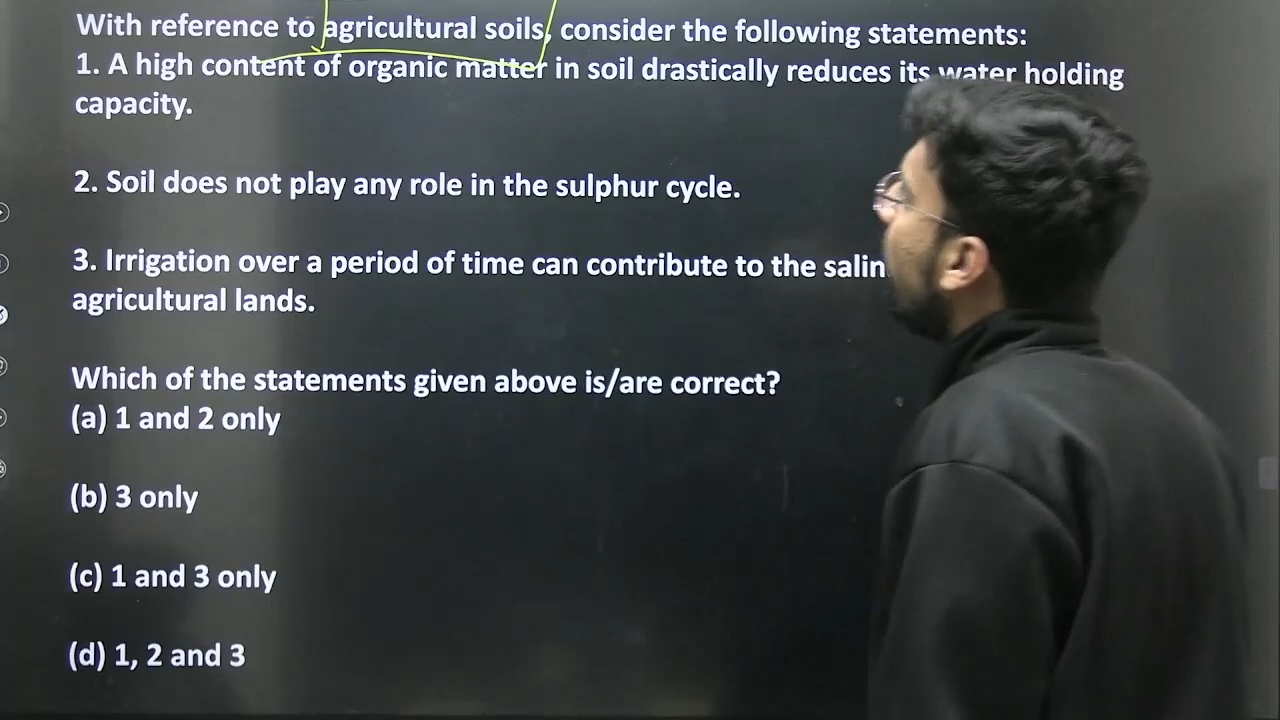 With reference to agricultural soils, consider the following statements:
1. A high content of organic matter in soil drastically reduces its water holding
capacity.
2. Soil does not play any role in the sulphur cycle.
3. Irrigation over a period of time can contribute to the
agricultural lands.
Which of the statements given above is/are correct?
(a) 1 and 2 only
(b) 3 only
(c) 1 and 3 only
(d) 1, 2 and 3